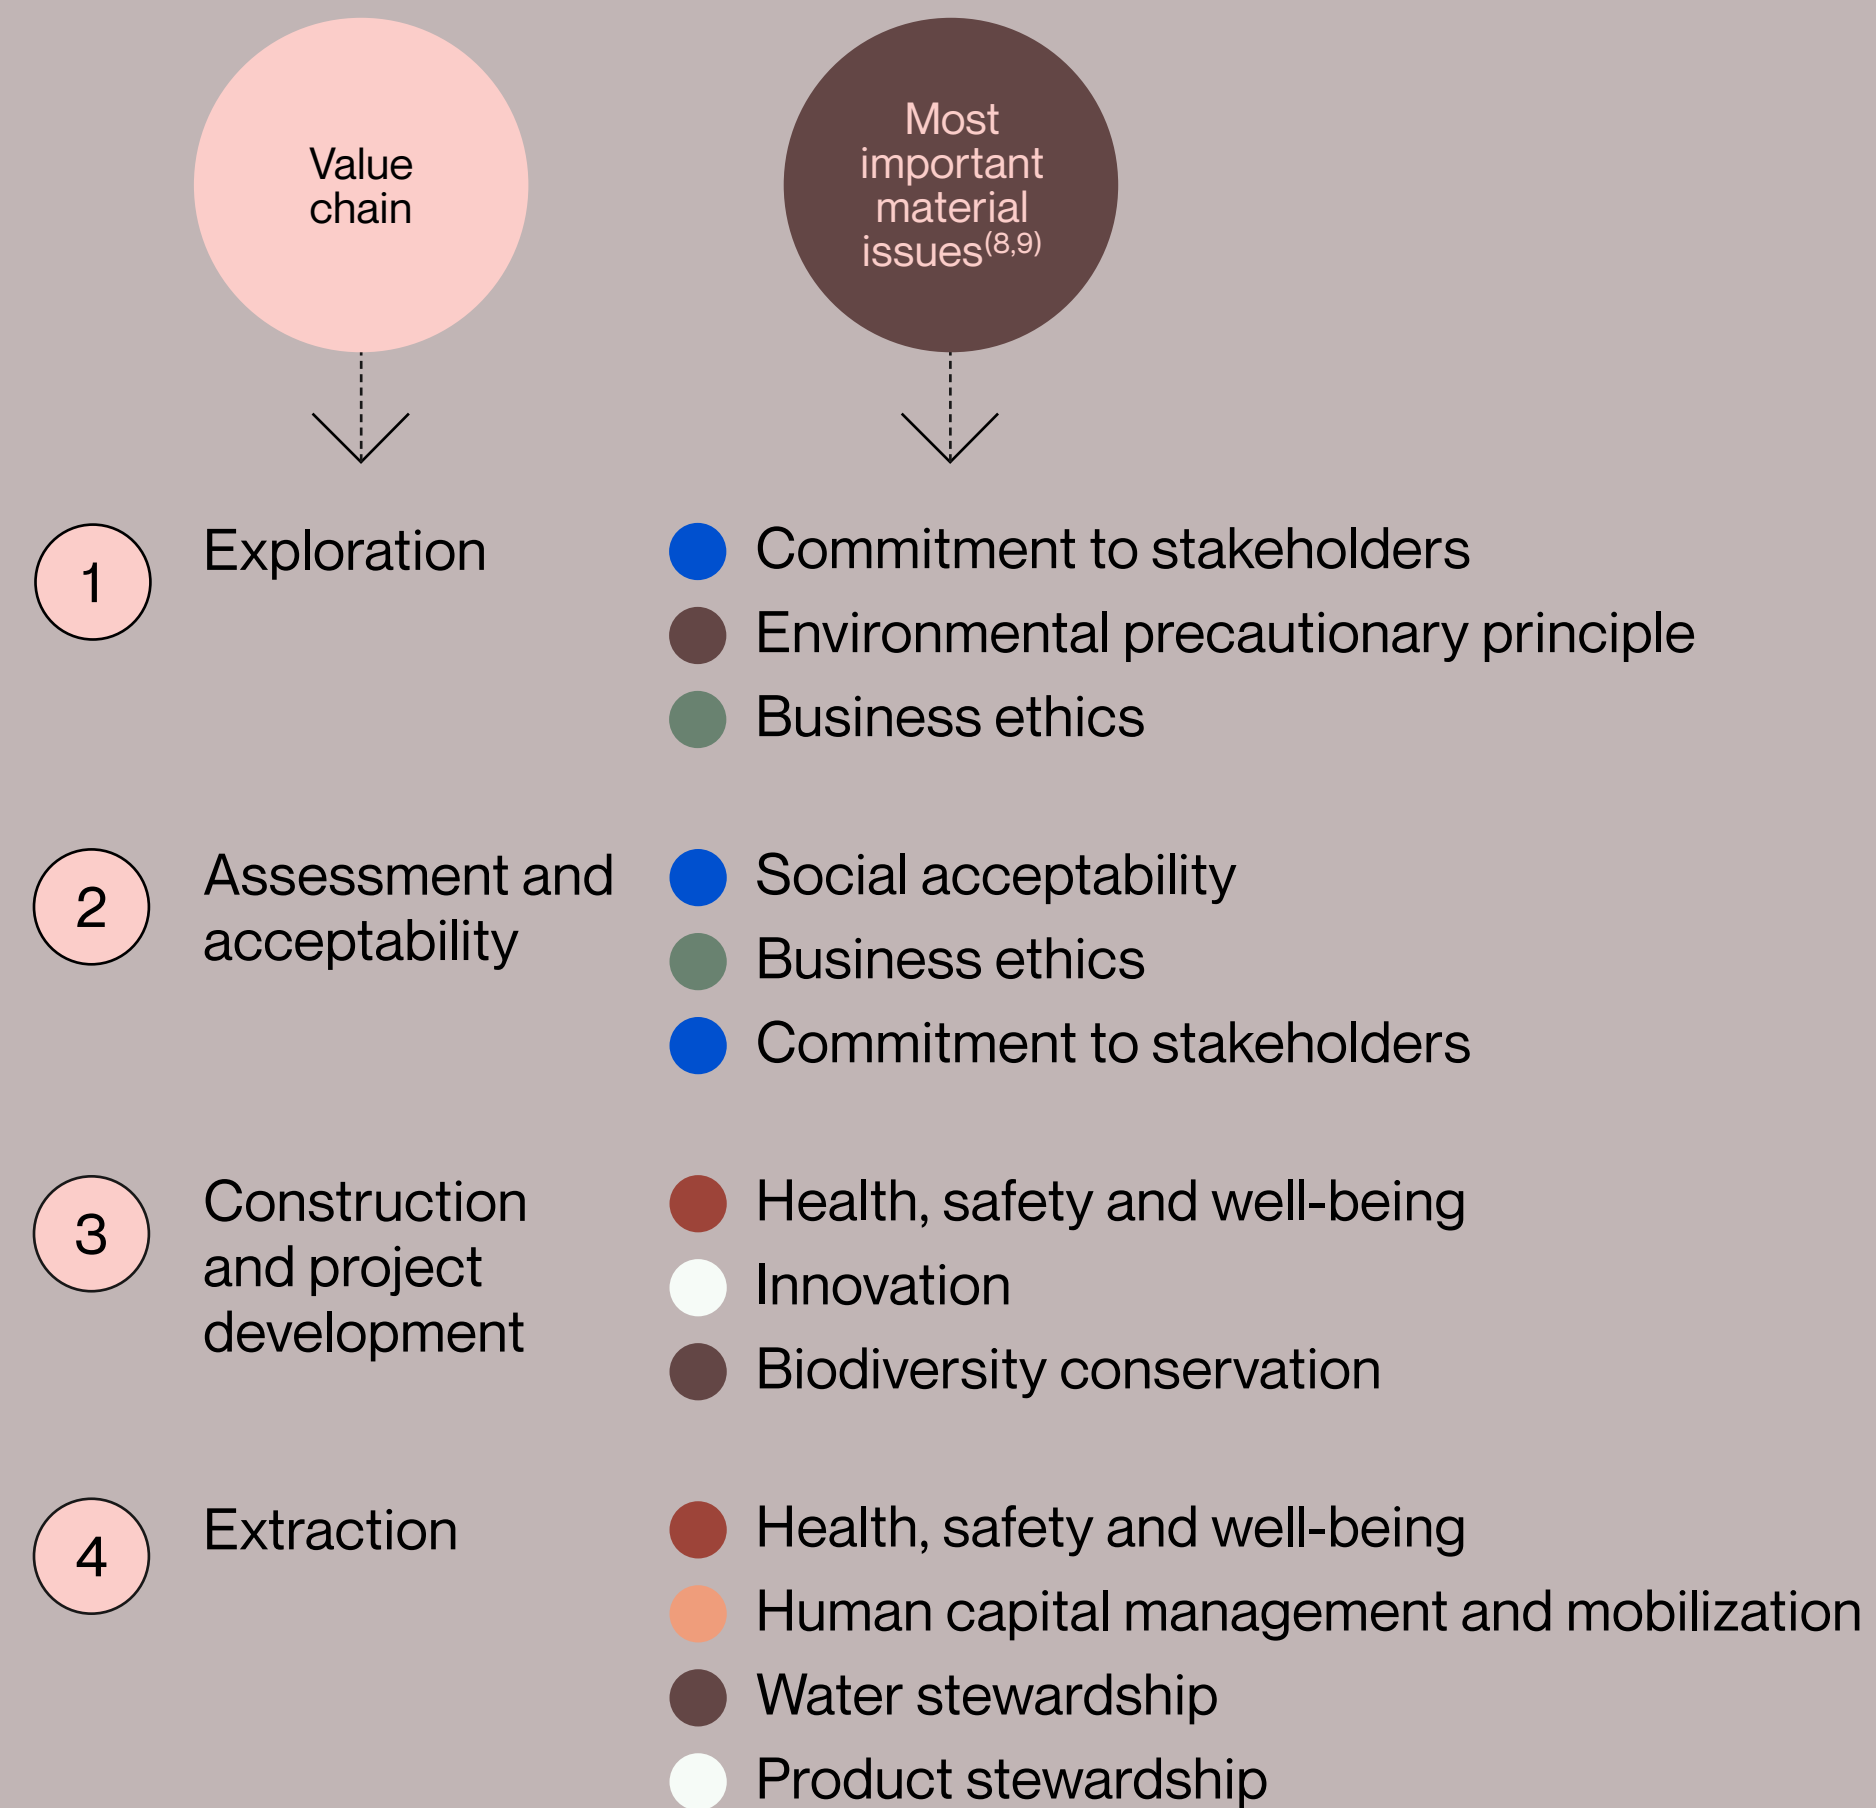 Value
chain
Most
important
material
issues(8,9)
1
Exploration
Commitment to stakeholders
Environmental precautionary principle
Business ethics
2
Assessment and
acceptability
Social acceptability
Business ethics
Commitment to stakeholders
3
Construction
and project
development
Health, safety and well-being
Innovation
Biodiversity conservation
4
Extraction
Health, safety and well-being
Human capital management and mobilization
Water stewardship
Product stewardship